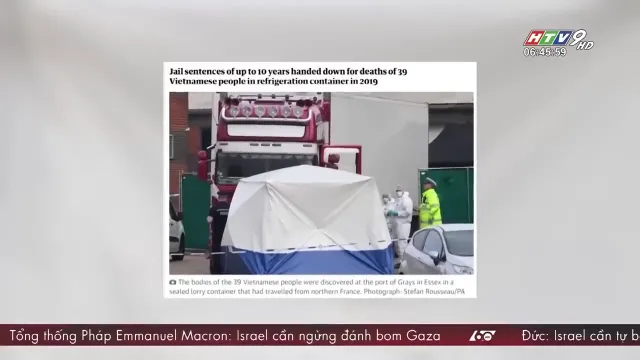 HTV9 HD
06:45:59
Jail sentences of up to 10 years handed down for deaths of 39
Vietnamese people in refrigeration container in 2019
The bodies of the 39 Vietnamese people were discovered at the port of Grays in Essex in a
sealed lorry container that had travelled from northern France. Photograph: Stefan Rousseau/PA
Tổng thống Pháp Emmanuel Macron: Israel cần ngừng đánh bom Gaza
60
Đức: Israel cần tự b